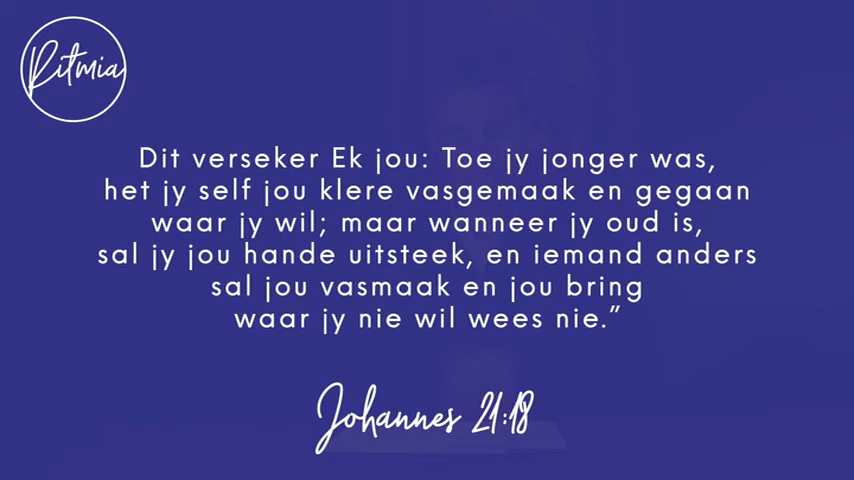 Ritmia
Dit verseker Ek jou: Toe jy jonger was,
het jy self jou klere vasgemaak en gegaan
waar jy wil; maar wanneer jy oud is,
sal jy jou hande uitsteek, en iemand anders
sal jou vasmaak en jou bring
waar jy nie wil wees nie.”
Johannes 21:18